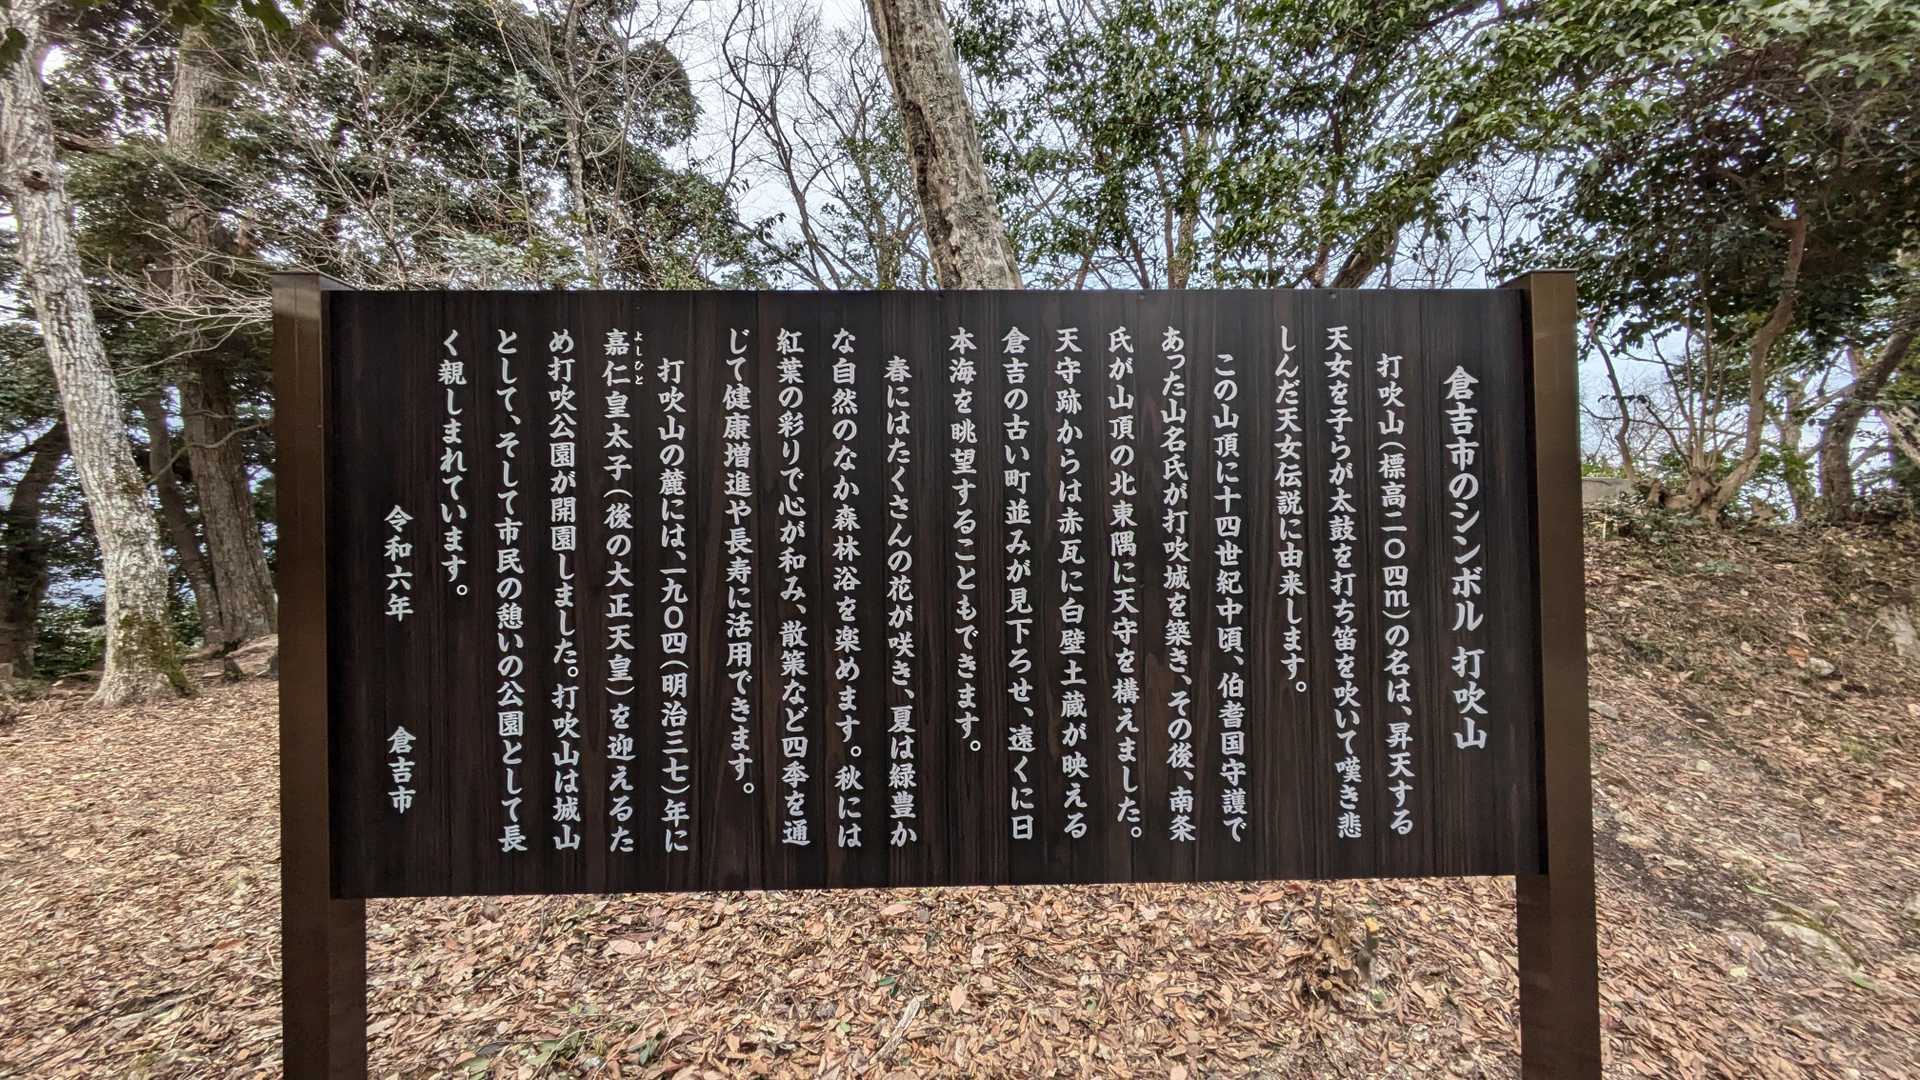 倉吉市のシンボル 打吹山
打吹山(標高二〇四m)の名は、昇天する
天女を子らが太鼓を打ち笛を吹いて嘆き悲
しんだ天女伝説に由来します。
この山頂に十四世紀中頃、伯耆国守護で
あった山名氏が打吹城を築き、その後、南条
氏が山頂の北東隅に天守を構えました。
天守跡からは赤瓦に白壁土蔵が映える
倉吉の古い町並みが見下ろせ、遠くに日
本海を眺望することもできます。
春にはたくさんの花が咲き、夏は緑豊か
な自然のなか森林浴を楽めます。秋には
紅葉の彩りで心が和み、散策など四季を通
じて健康増進や長寿に活用できます。
打吹山の麓には、一九〇四(明治三七)年に
嘉仁皇太子(後の大正天皇)を迎えるた
よしひと
め打吹公園が開園しました。打吹山は城山
として、そして市民の憩いの公園として長
く親しまれています。
令和六年 倉吉市